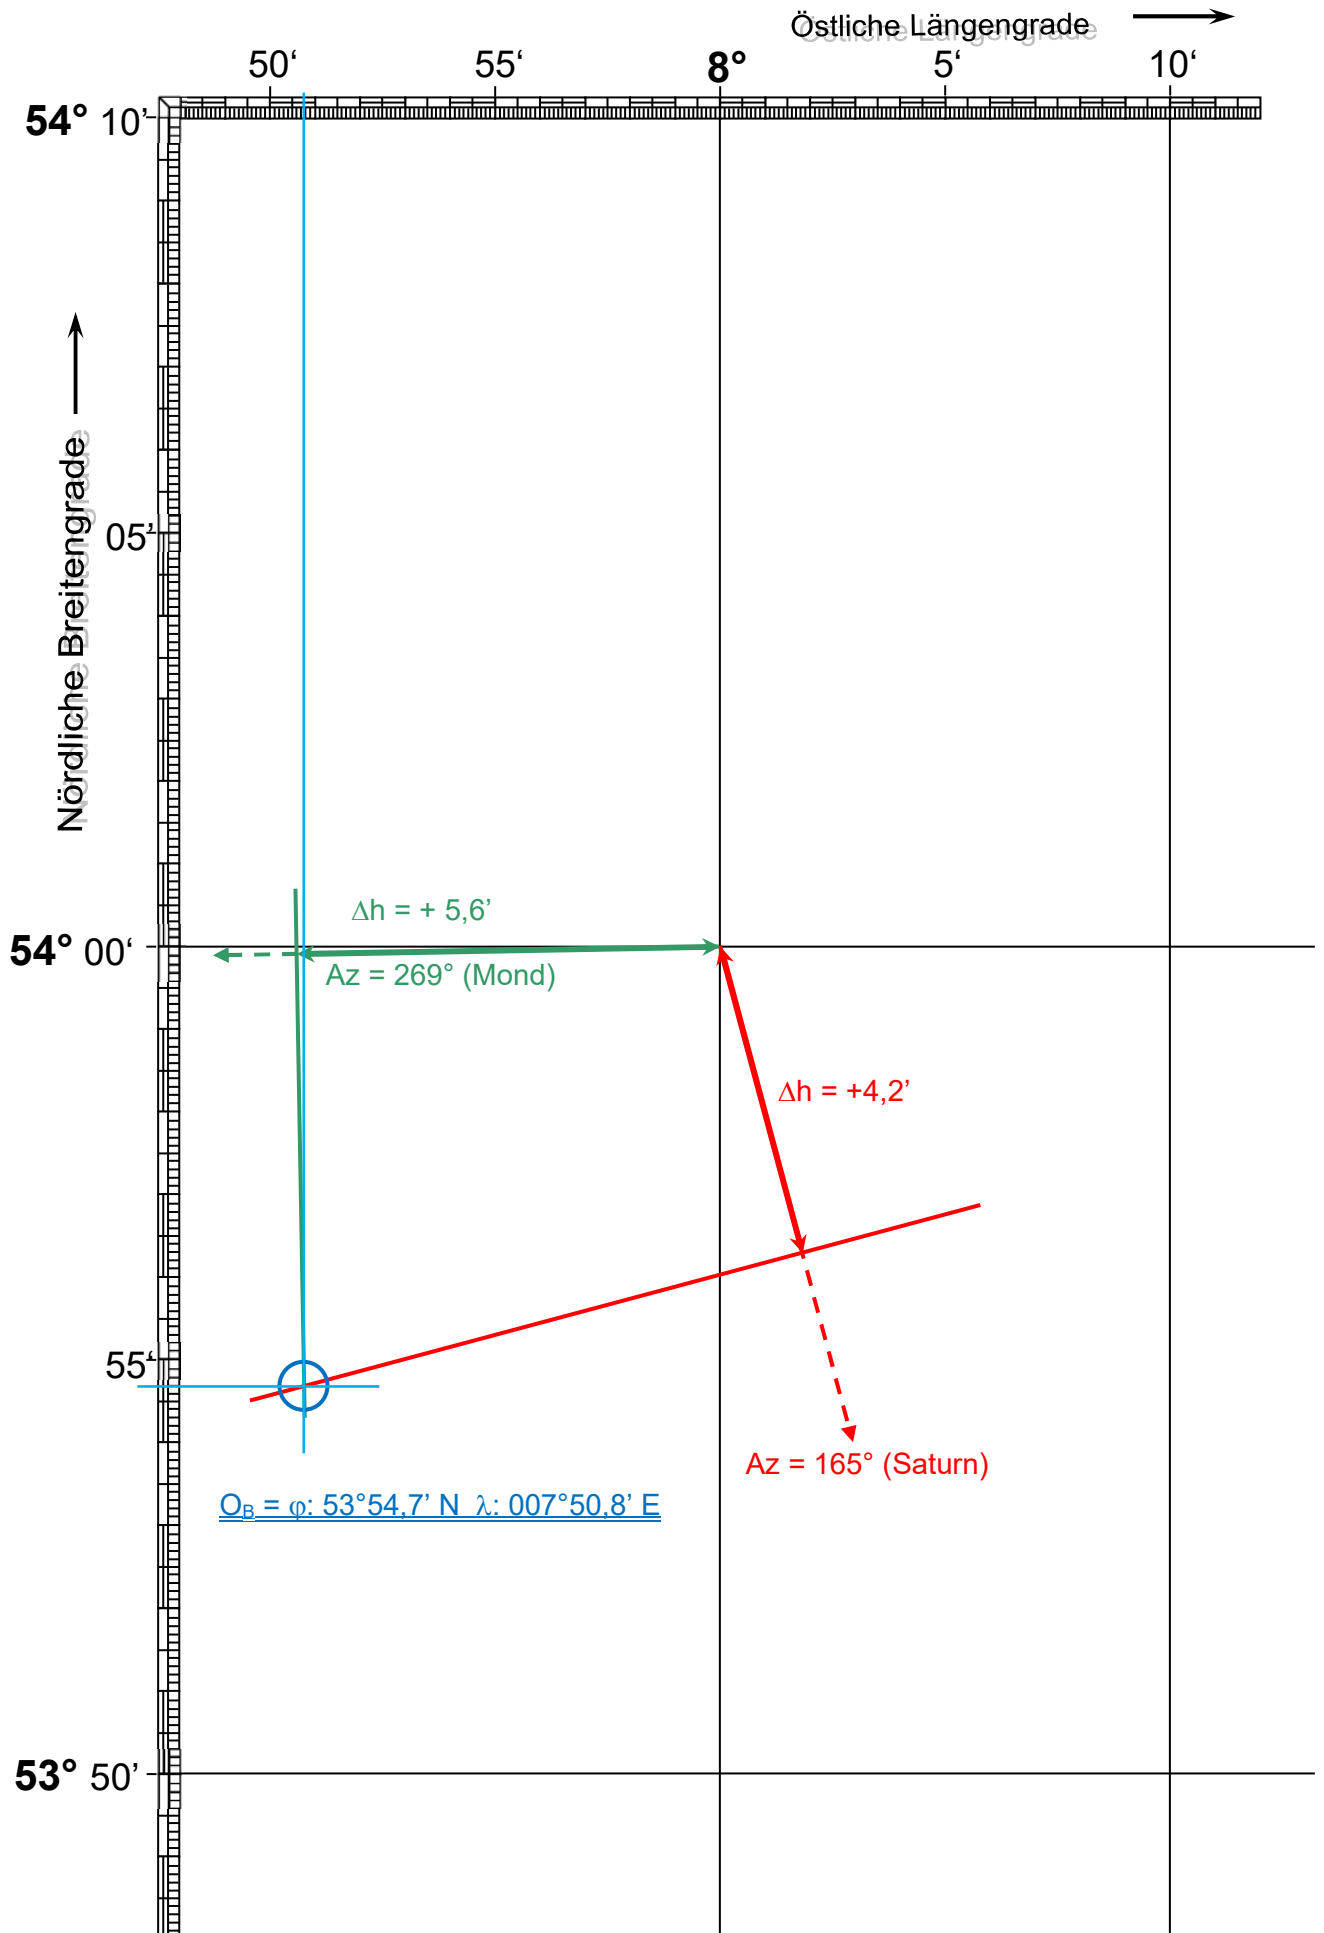 Östliche Längengrade
50‘ 55‘ 8° 5‘ 10‘
54° 10’
Nördliche Breitengrade
05’
Δh = + 5,6’
54° 00‘
Az = 269° (Mond)
Δh = +4,2’
55‘
Az = 165° (Saturn)
OB = φ: 53°54,7’ N λ: 007°50,8’ E
53° 50’